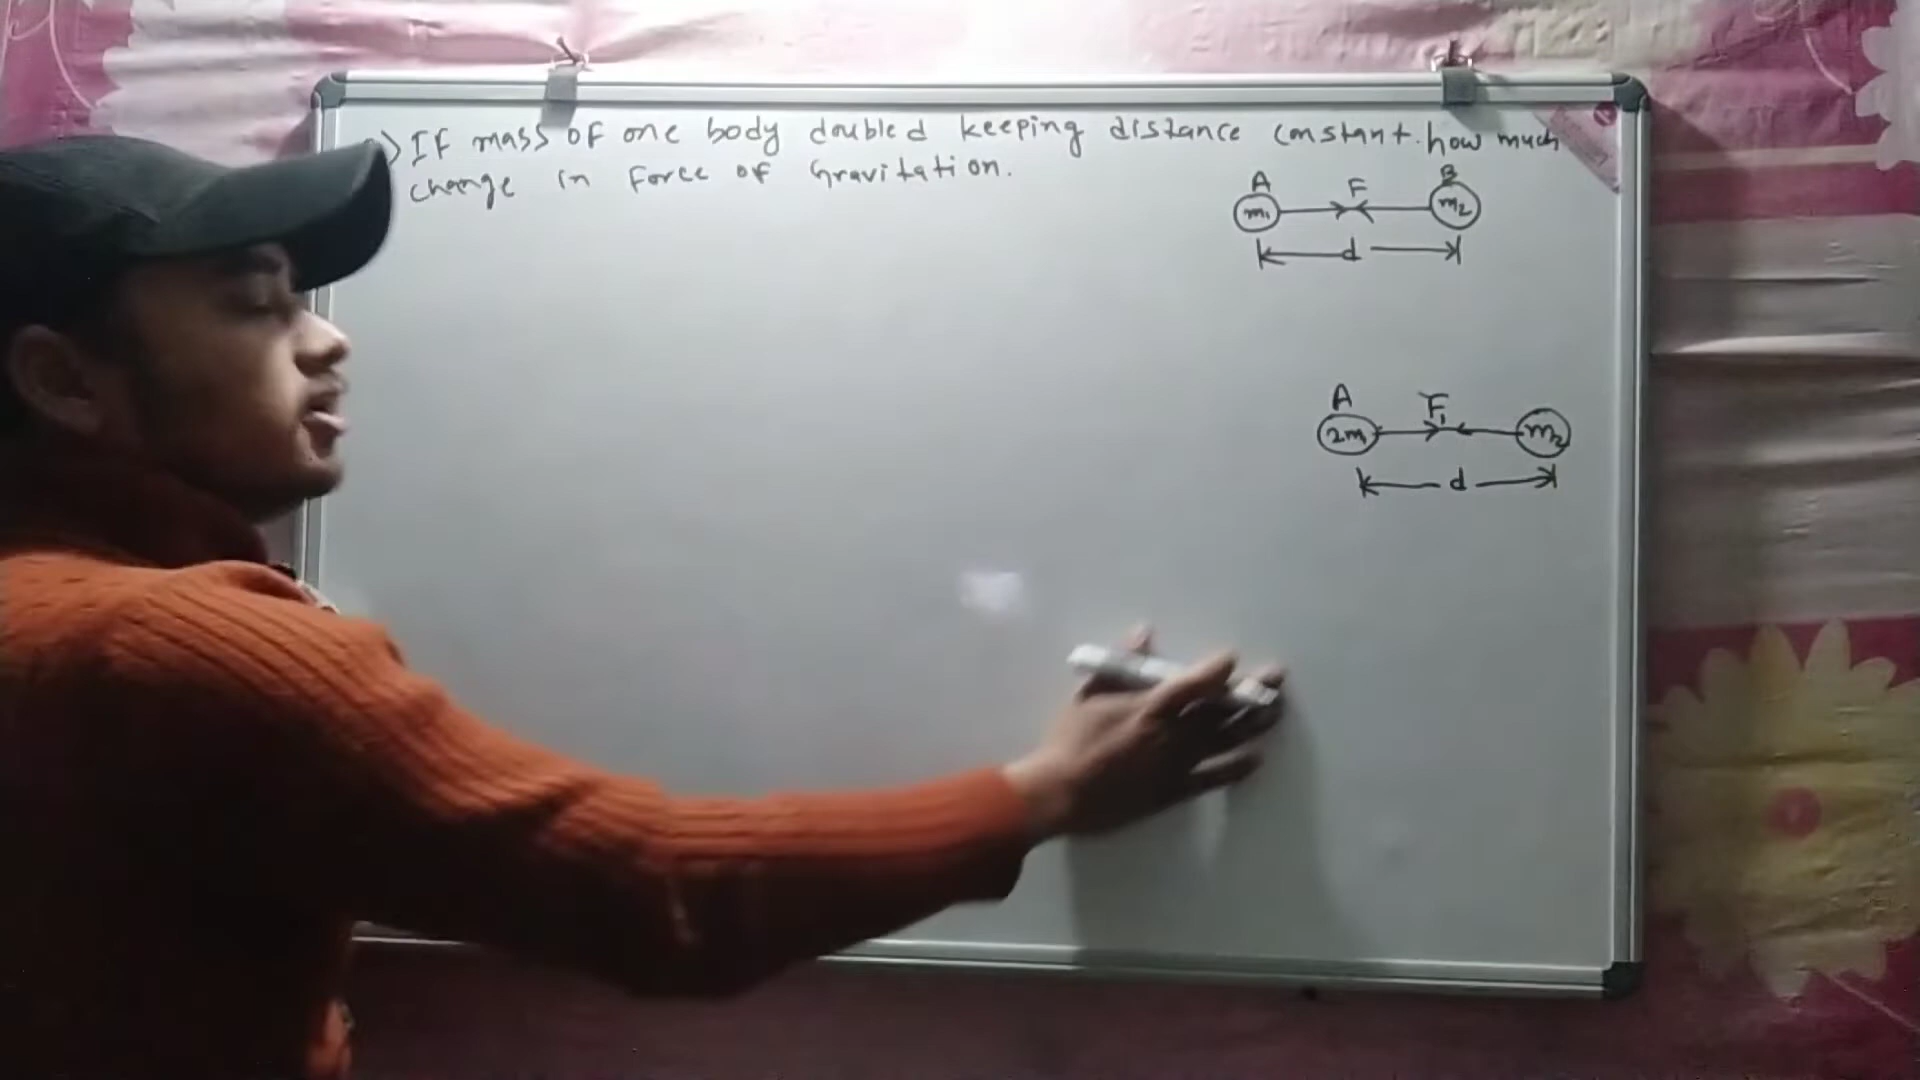 ) If mass of one body doubled keeping distance constant. how much
change in Force of Gravitation.
A F B
m₁ m₂
d
A F₁
2m₁ m₂
d